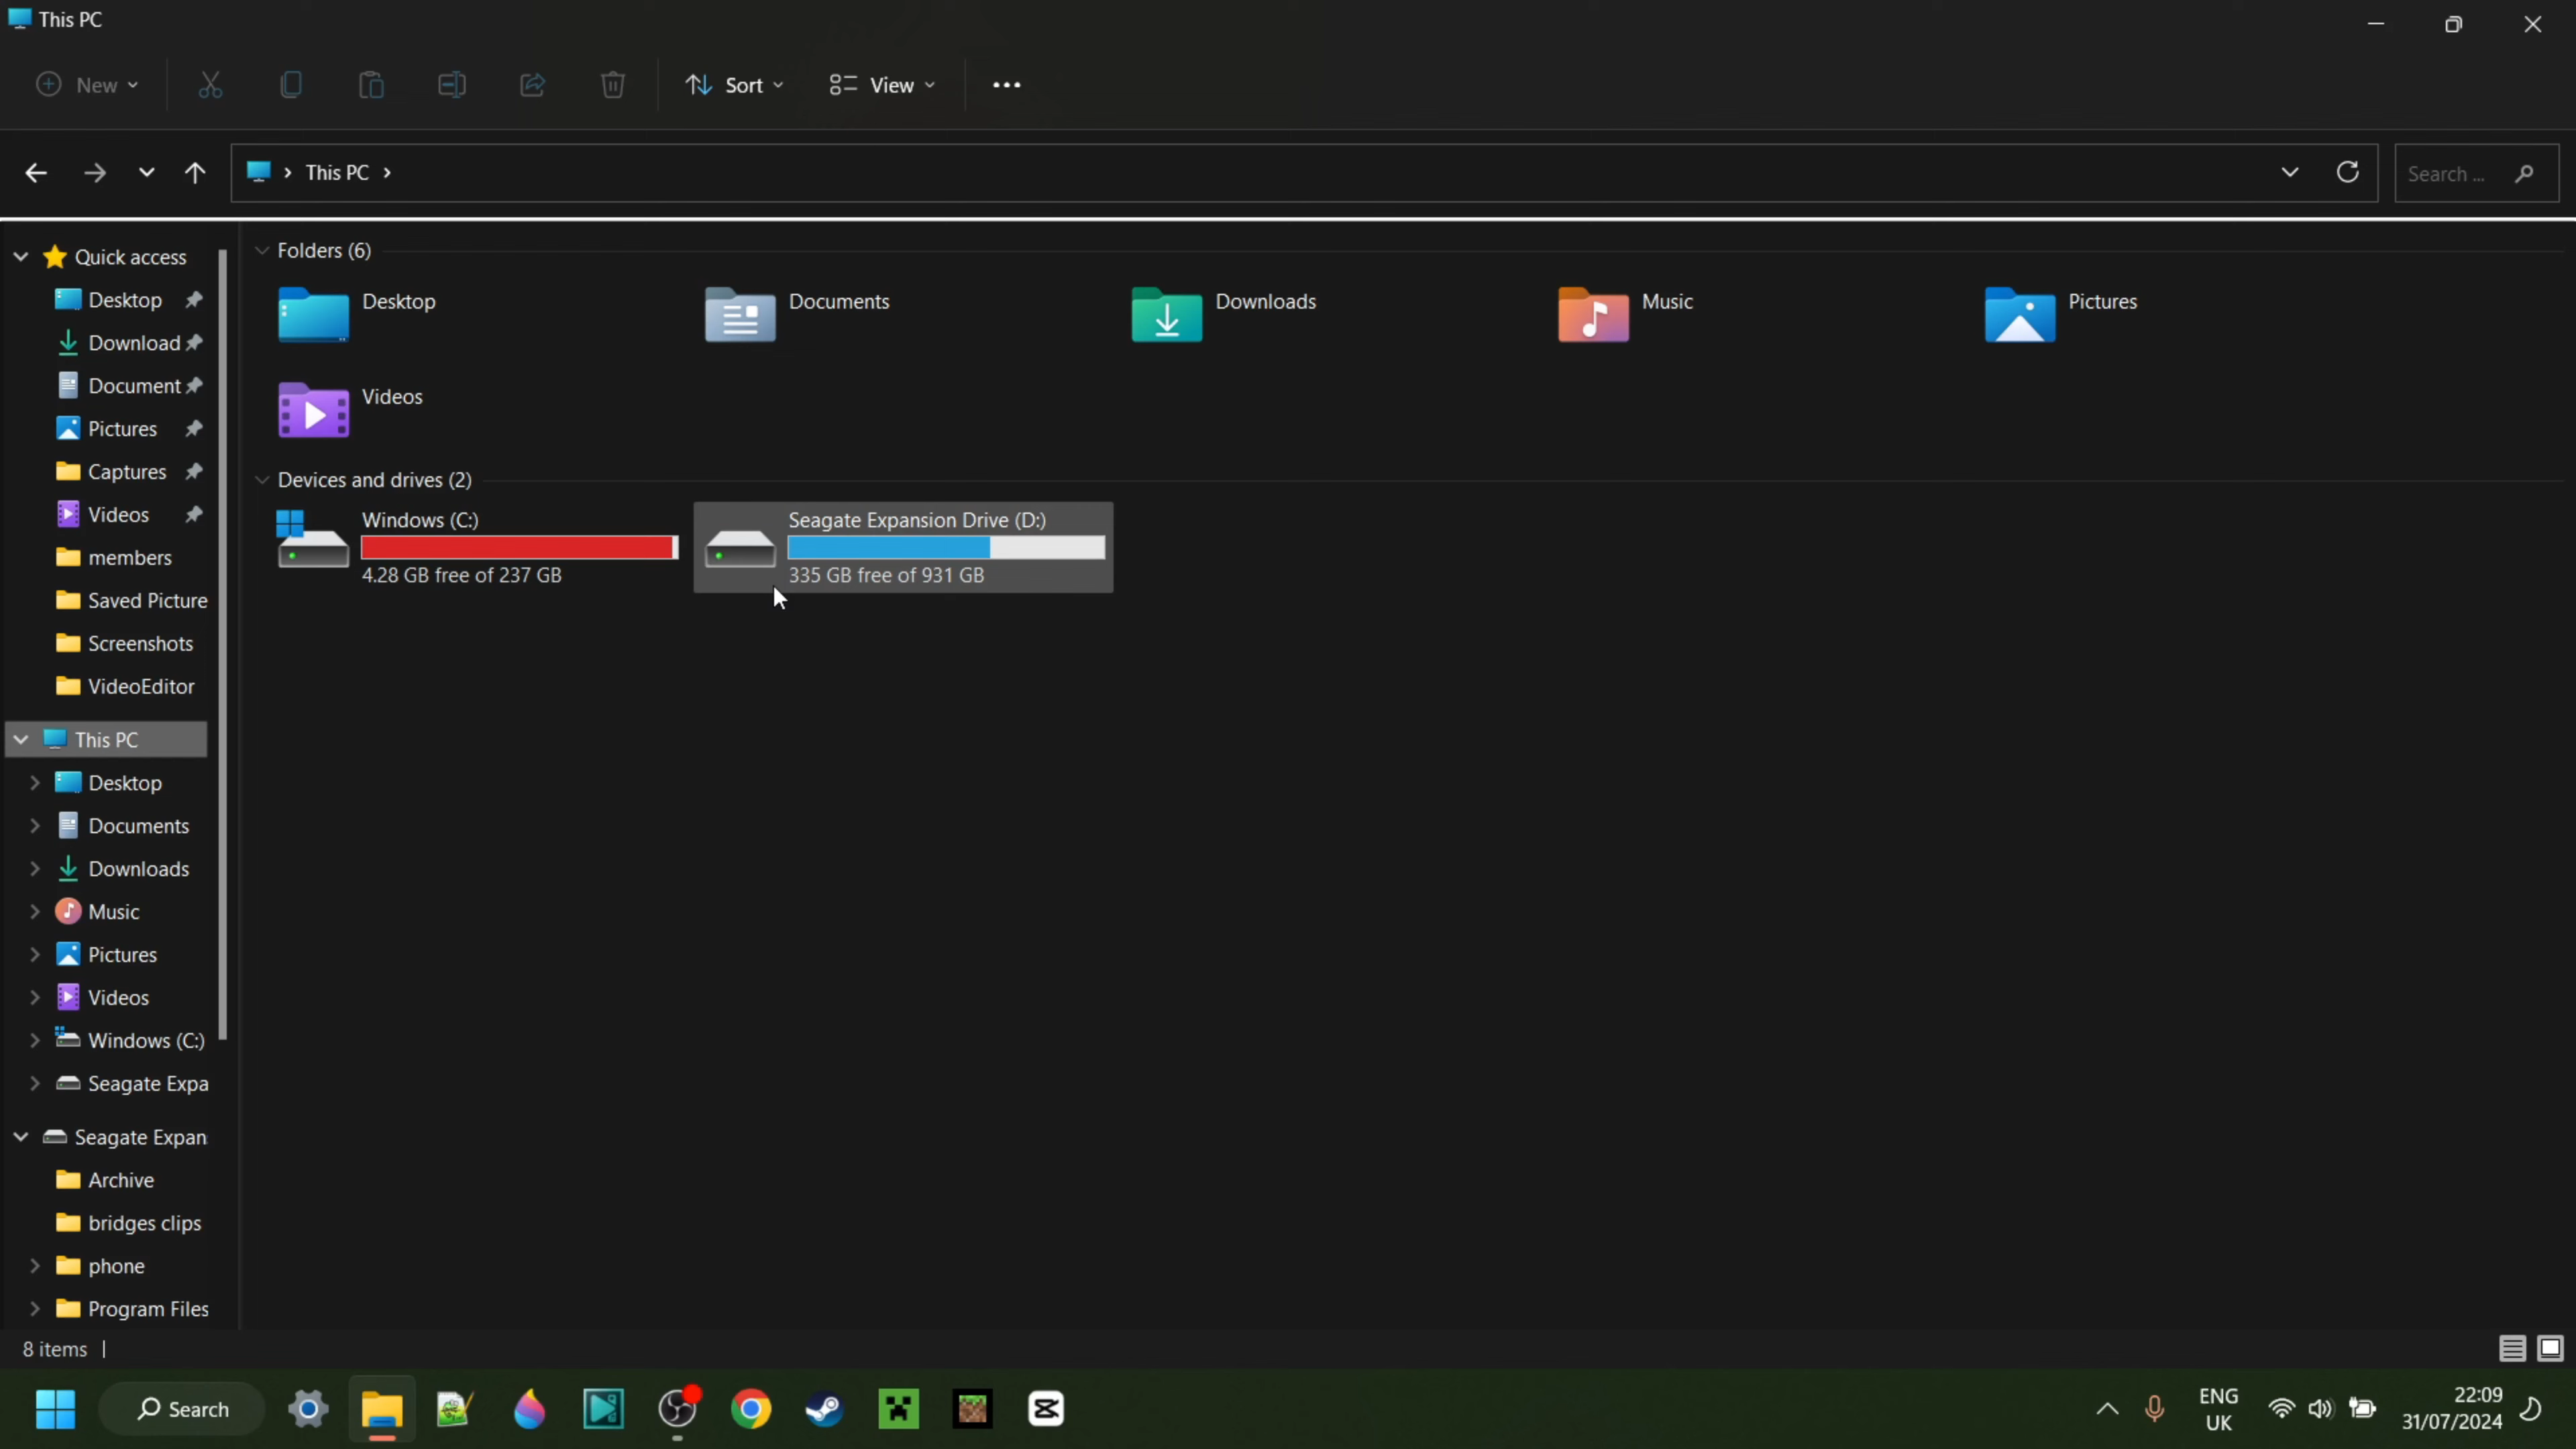 This PC
New
Sort
View
This PC
Search ...
Quick access
Desktop
Download
Document
Pictures
Captures
Videos
members
Saved Picture
Screenshots
VideoEditor
This PC
Desktop
Documents
Downloads
Music
Pictures
Videos
Windows (C:)
Seagate Expa
Seagate Expan
Archive
bridges clips
phone
Program Files
Folders (6)
Desktop
Documents
Downloads
Music
Pictures
Videos
Devices and drives (2)
Windows (C:)
4.28 GB free of 237 GB
Seagate Expansion Drive (D:)
335 GB free of 931 GB
8 items
Search
ENG
UK
22:09
31/07/2024